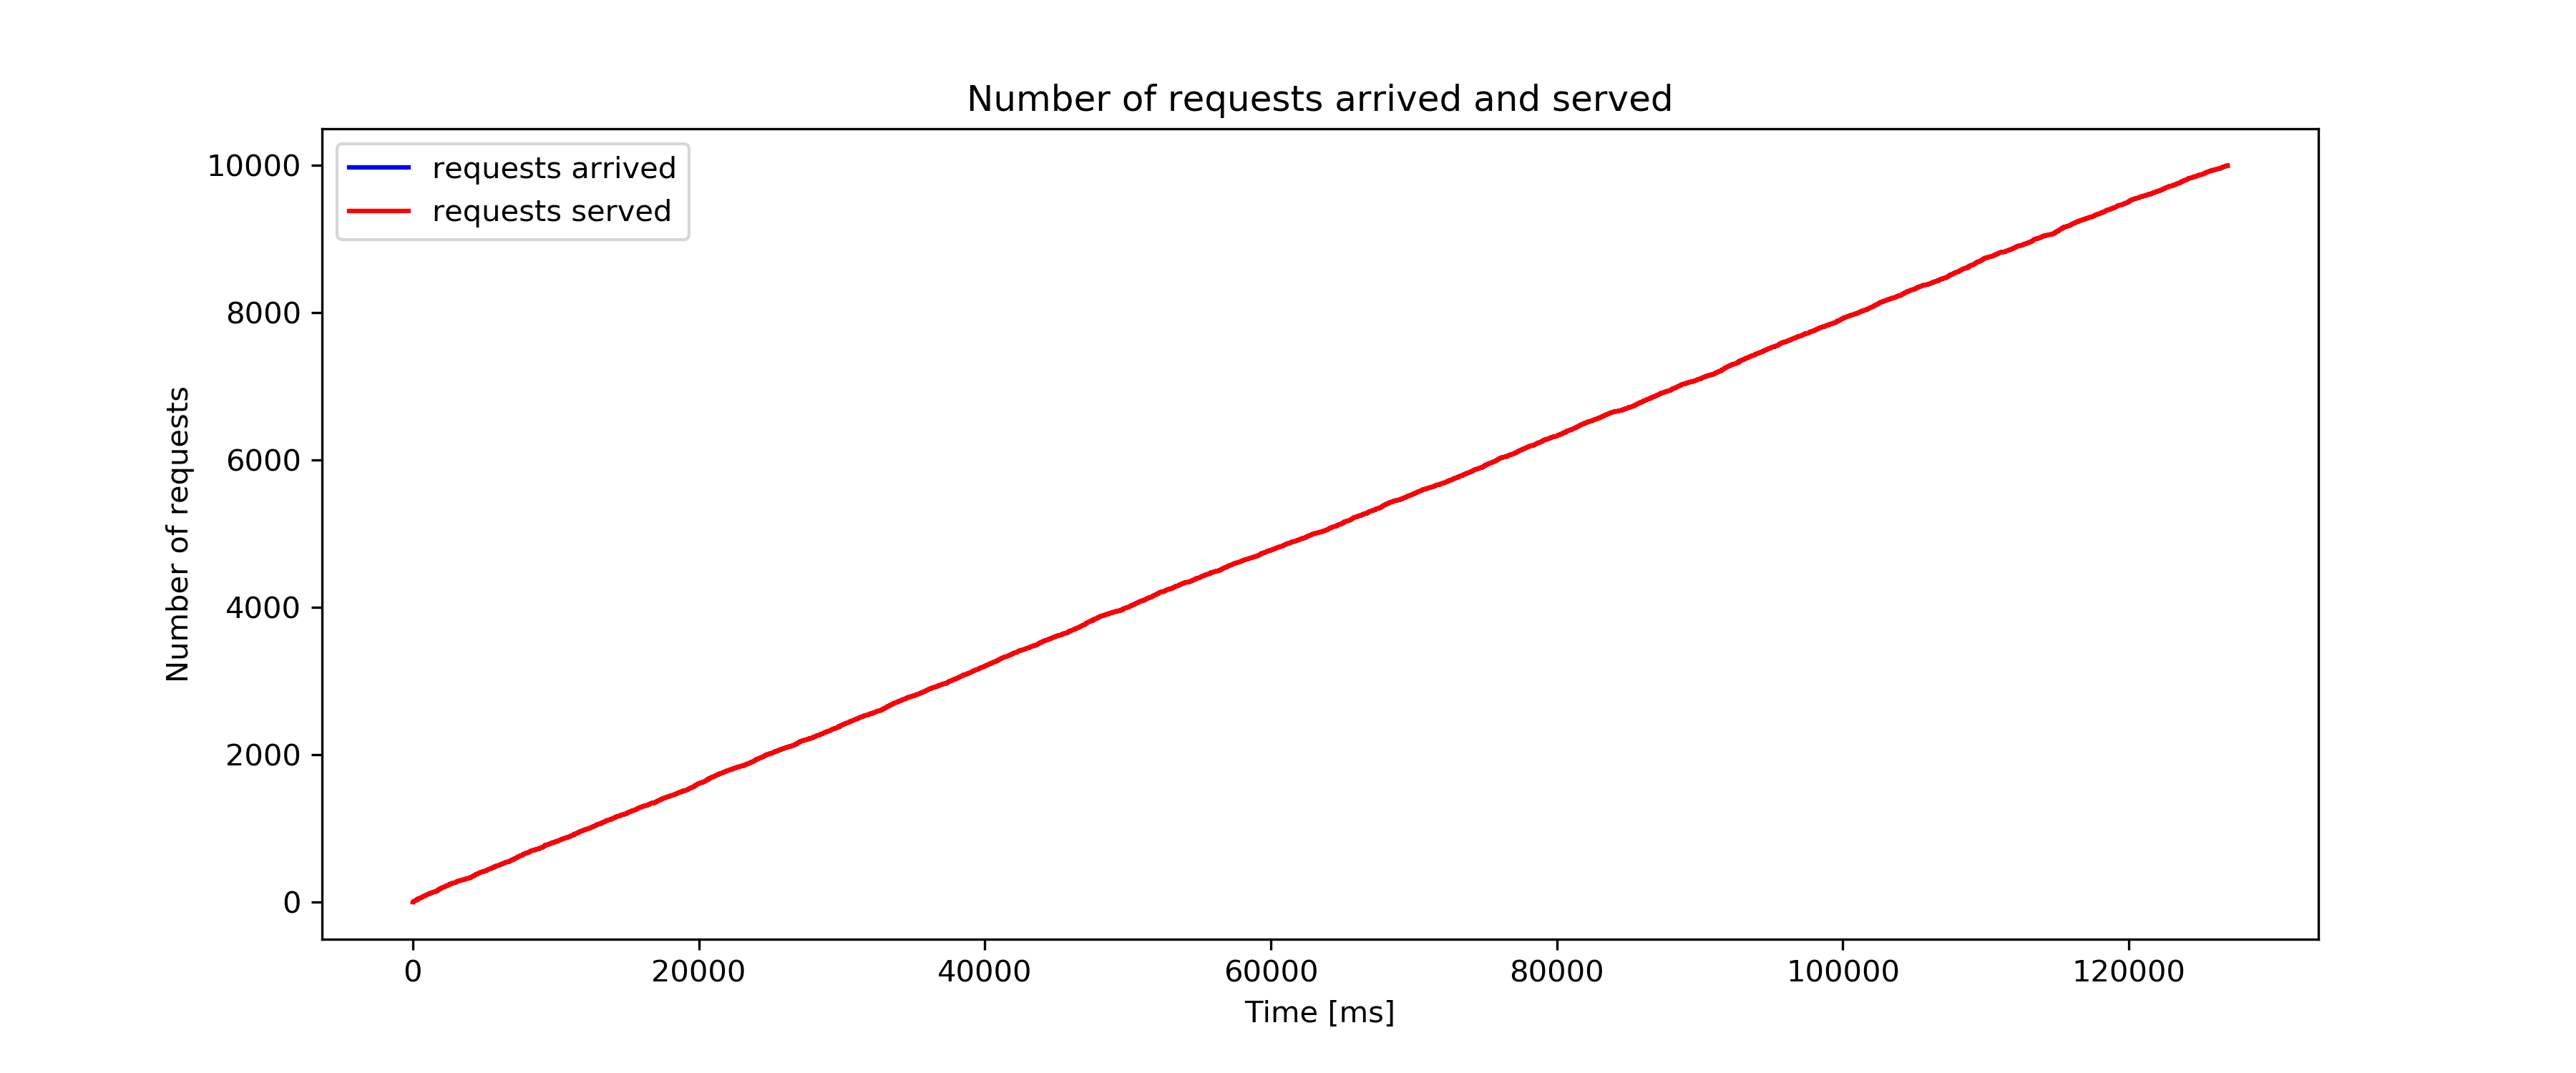 Number of requests arrived and served
requests arrived
requests served
10000
8000
6000
4000
2000
0
Number of requests
0 20000 40000 60000 80000 100000 120000
Time [ms]